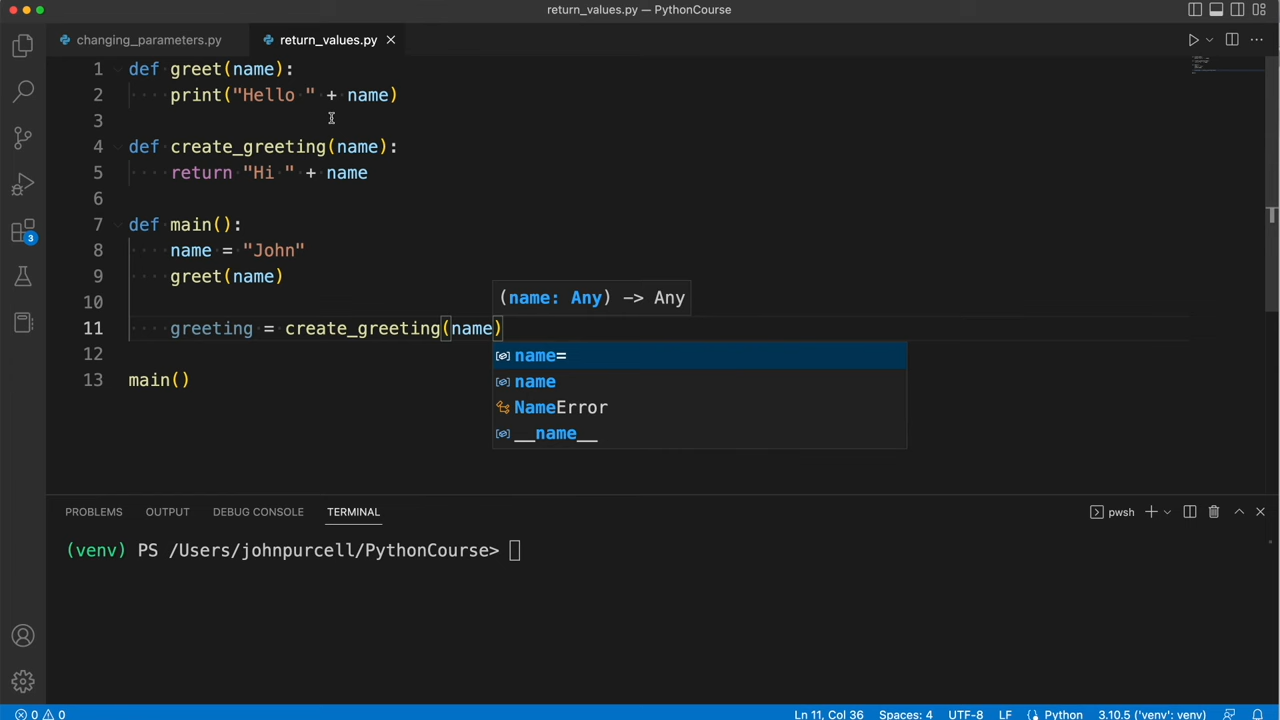 return_values.py — PythonCourse
changing_parameters.py
return_values.py
1 def greet(name):
2 ····print("Hello·"·+·name)
3
4 def create_greeting(name):
5 ····return·"Hi·"·+·name
6
7 def main():
8 ····name·=·"John"
9 ····greet(name)
10
11 ····greeting·=·create_greeting(name)
12
13 main()
(name: Any) -> Any
name=
name
NameError
__name__
3
PROBLEMS OUTPUT DEBUG CONSOLE TERMINAL
pwsh
(venv) PS /Users/johnpurcell/PythonCourse>
0 0 Ln 11, Col 36 Spaces: 4 UTF-8 LF Python 3.10.5 ('venv': venv)